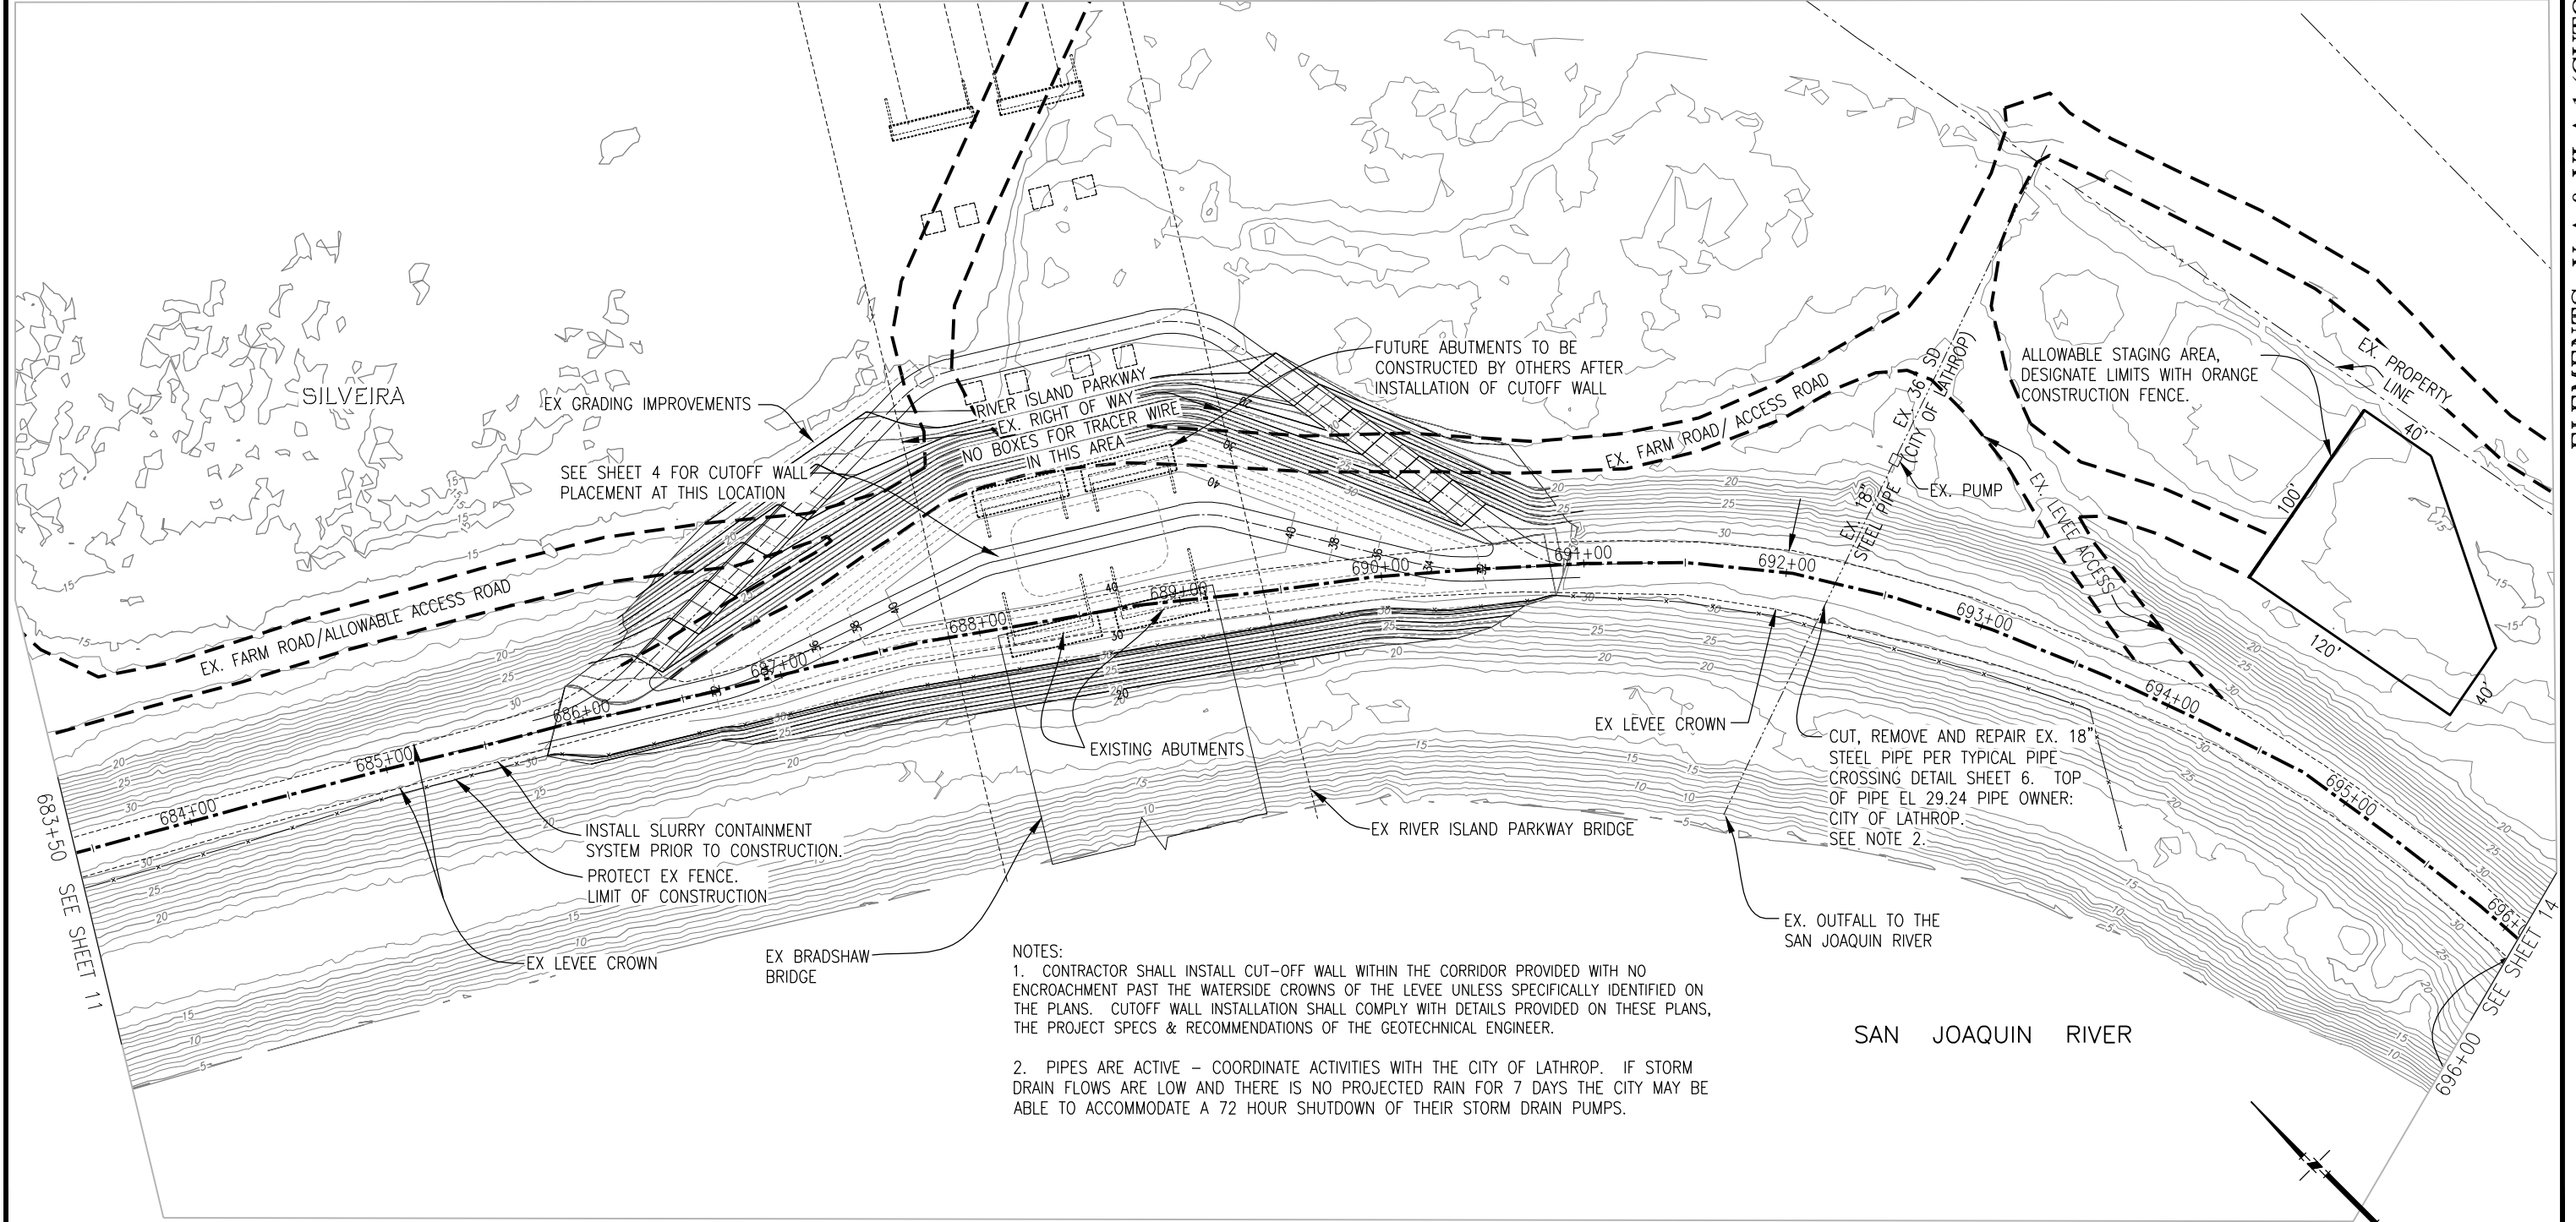 SILVEIRA
EX GRADING IMPROVEMENTS
SEE SHEET 4 FOR CUTOFF WALL
PLACEMENT AT THIS LOCATION
RIVER ISLAND PARKWAY
EX. RIGHT OF WAY
NO BOXES FOR TRACER WIRE
IN THIS AREA
FUTURE ABUTMENTS TO BE
CONSTRUCTED BY OTHERS AFTER
INSTALLATION OF CUTOFF WALL
EX. FARM ROAD/ ACCESS ROAD
EX. 36" SD
(CITY OF LATHROP)
EX. 18"
STEEL PIPE
EX. PUMP
EX. LEVEE ACCESS
ALLOWABLE STAGING AREA,
DESIGNATE LIMITS WITH ORANGE
CONSTRUCTION FENCE.
EX. PROPERTY
LINE
40'
100'
120'
40'
EX. FARM ROAD/ALLOWABLE ACCESS ROAD
683+50 SEE SHEET 11
684+00
685+00
686+00
687+00
688+00
689+00
690+00
691+00
692+00
693+00
694+00
695+00
696+
696+00 SEE SHEET 14
INSTALL SLURRY CONTAINMENT
SYSTEM PRIOR TO CONSTRUCTION.
PROTECT EX FENCE.
LIMIT OF CONSTRUCTION
EX LEVEE CROWN
EXISTING ABUTMENTS
EX BRADSHAW
BRIDGE
EX RIVER ISLAND PARKWAY BRIDGE
EX LEVEE CROWN
CUT, REMOVE AND REPAIR EX. 18"
STEEL PIPE PER TYPICAL PIPE
CROSSING DETAIL SHEET 6. TOP
OF PIPE EL 29.24 PIPE OWNER:
CITY OF LATHROP.
SEE NOTE 2.
EX. OUTFALL TO THE
SAN JOAQUIN RIVER
SAN JOAQUIN RIVER
NOTES:
1. CONTRACTOR SHALL INSTALL CUT-OFF WALL WITHIN THE CORRIDOR PROVIDED WITH NO
ENCROACHMENT PAST THE WATERSIDE CROWNS OF THE LEVEE UNLESS SPECIFICALLY IDENTIFIED ON
THE PLANS. CUTOFF WALL INSTALLATION SHALL COMPLY WITH DETAILS PROVIDED ON THESE PLANS,
THE PROJECT SPECS & RECOMMENDATIONS OF THE GEOTECHNICAL ENGINEER.
2. PIPES ARE ACTIVE – COORDINATE ACTIVITIES WITH THE CITY OF LATHROP. IF STORM
DRAIN FLOWS ARE LOW AND THERE IS NO PROJECTED RAIN FOR 7 DAYS THE CITY MAY BE
ABLE TO ACCOMMODATE A 72 HOUR SHUTDOWN OF THEIR STORM DRAIN PUMPS.